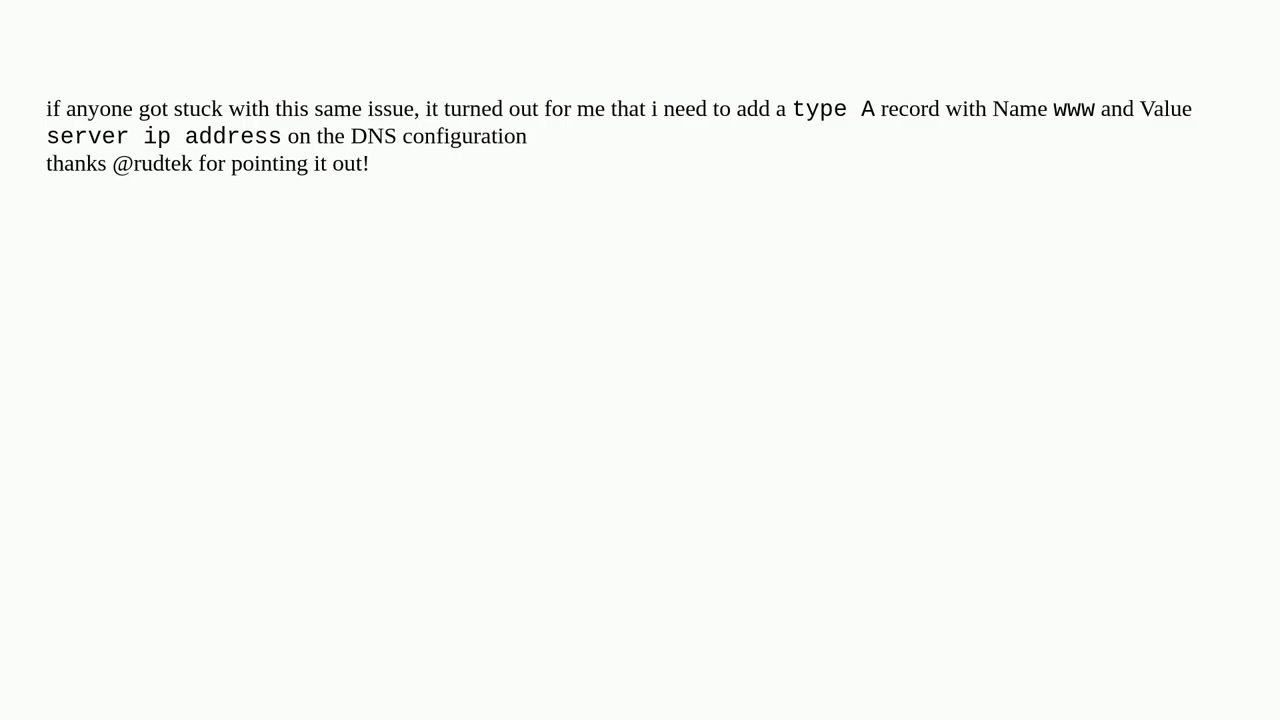 if anyone got stuck with this same issue, it turned out for me that i need to add a type A record with Name www and Value
server ip address on the DNS configuration
thanks @rudtek for pointing it out!